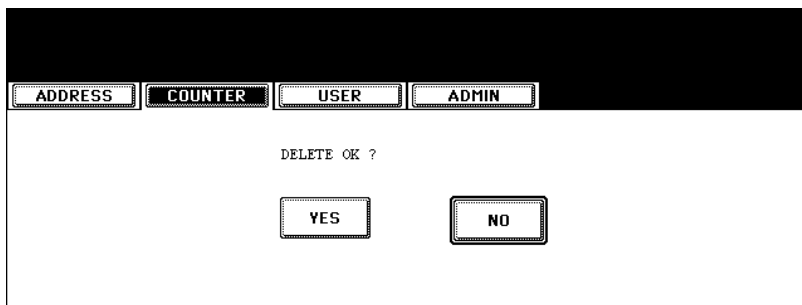 ADDRESS COUNTER USER ADMIN
DELETE OK ?
YES NO